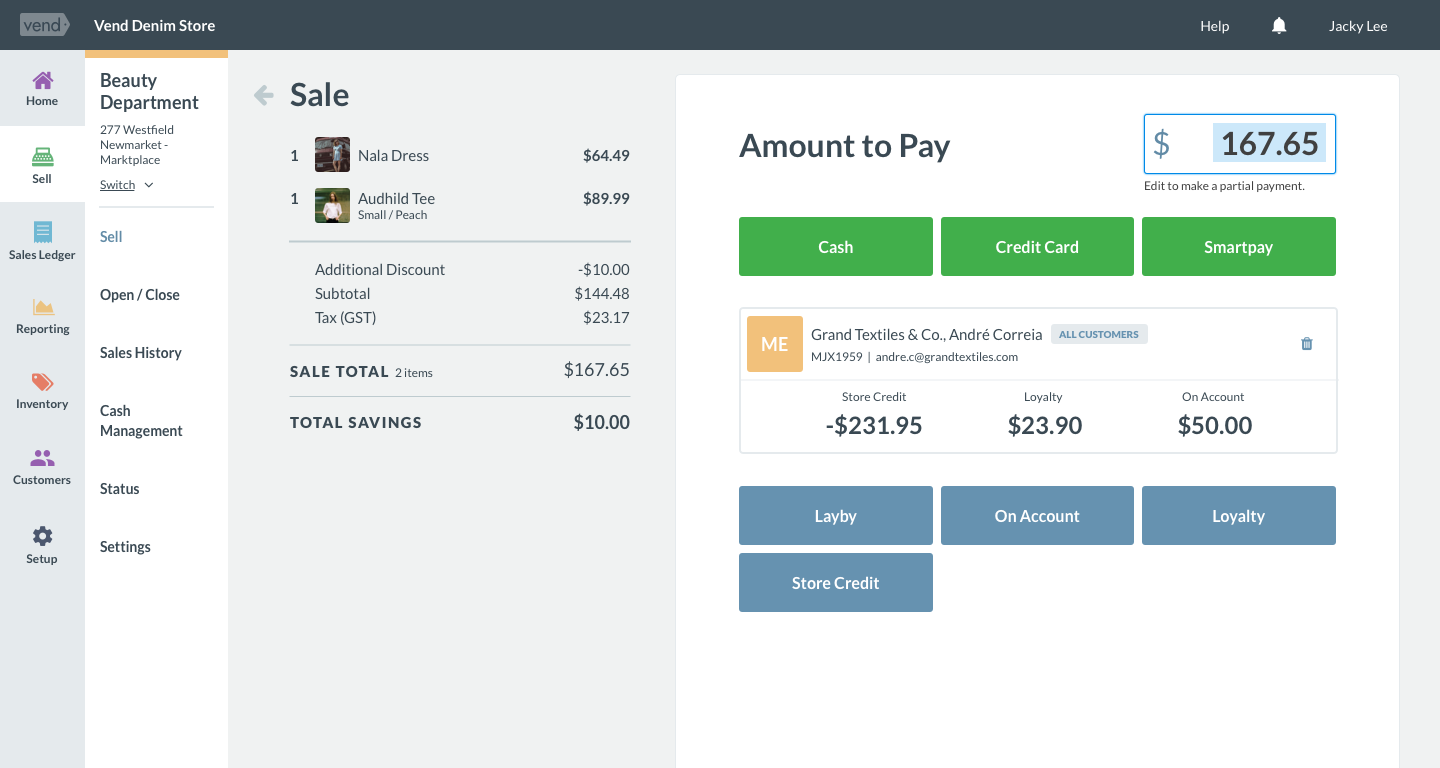 vend
Vend Denim Store
Help
Jacky Lee
Home
Sell
Sales Ledger
Reporting
Inventory
Customers
Setup
Beauty
Department
277 Westfield
Newmarket -
Marktplace
Switch
Sell
Open / Close
Sales History
Cash
Management
Status
Settings
Sale
1 Nala Dress $64.49
1 Audhild Tee $89.99
Small / Peach
Additional Discount -$10.00
Subtotal $144.48
Tax (GST) $23.17
SALE TOTAL 2 items $167.65
TOTAL SAVINGS $10.00
Amount to Pay
$ 167.65
Edit to make a partial payment.
Cash
Credit Card
Smartpay
ME
Grand Textiles & Co., André Correia ALL CUSTOMERS
MJX1959 | andre.c@grandtextiles.com
Store Credit Loyalty On Account
-$231.95 $23.90 $50.00
Layby
On Account
Loyalty
Store Credit